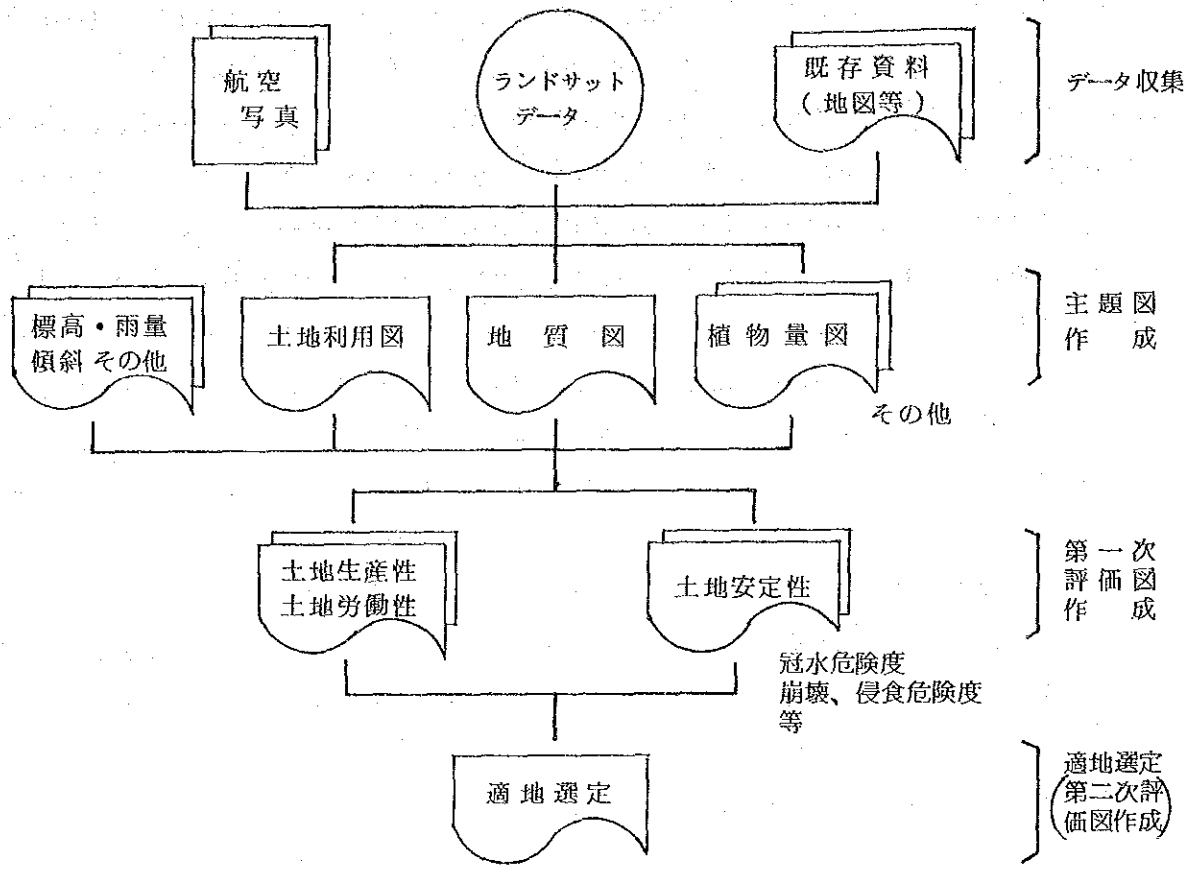 航空
写真
ランドサット
データ
既存資料
(地図等)
データ収集
標高・雨量
傾斜 その他
土地利用図
地質図
植物量図
その他
主題図
作成
土地生産性
土地労働性
土地安定性
冠水危険度
崩壊、侵食危険度
等
第一次
評価図
作成
適地選定
適地選定
(第二次評
価図作成)